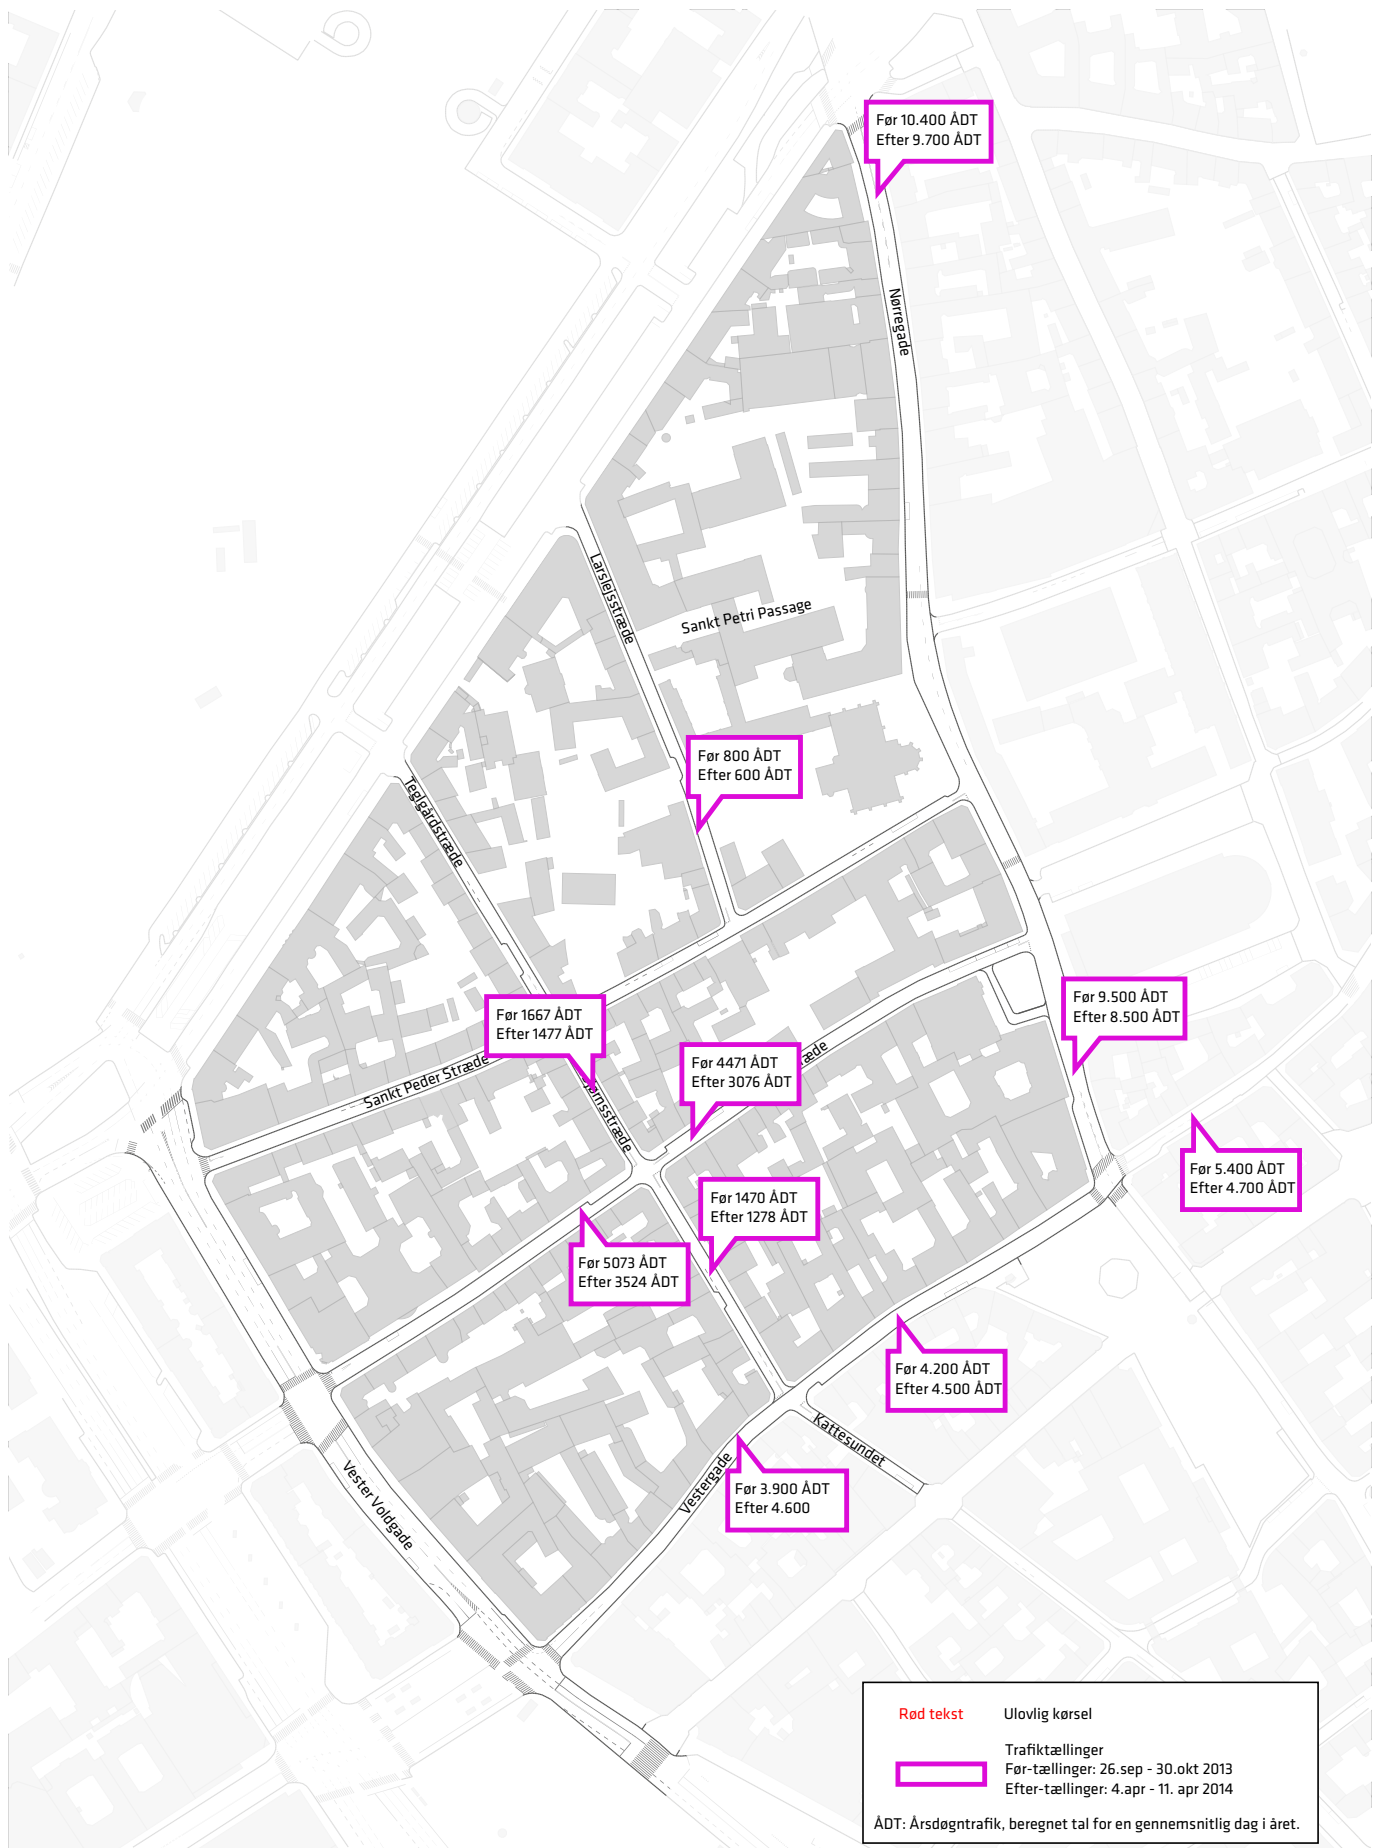 Før 10.400 ÅDT
Efter 9.700 ÅDT
Nørregade
Larslejsstræde
Sankt Petri Passage
Før 800 ÅDT
Efter 600 ÅDT
Teglgårdstræde
Før 1667 ÅDT
Efter 1477 ÅDT
Før 9.500 ÅDT
Efter 8.500 ÅDT
Før 4471 ÅDT
Efter 3076 ÅDT
ræde
Sankt Peder Stræde
jørnsstræde
Før 5.400 ÅDT
Efter 4.700 ÅDT
Før 1470 ÅDT
Efter 1278 ÅDT
Før 5073 ÅDT
Efter 3524 ÅDT
Før 4.200 ÅDT
Efter 4.500 ÅDT
Kattesundet
Vestergade
Før 3.900 ÅDT
Efter 4.600
Vester Voldgade
Rød tekst Ulovlig kørsel
Trafiktællinger
Før-tællinger: 26.sep - 30.okt 2013
Efter-tællinger: 4.apr - 11. apr 2014
ÅDT: Årsdøgntrafik, beregnet tal for en gennemsnitlig dag i året.